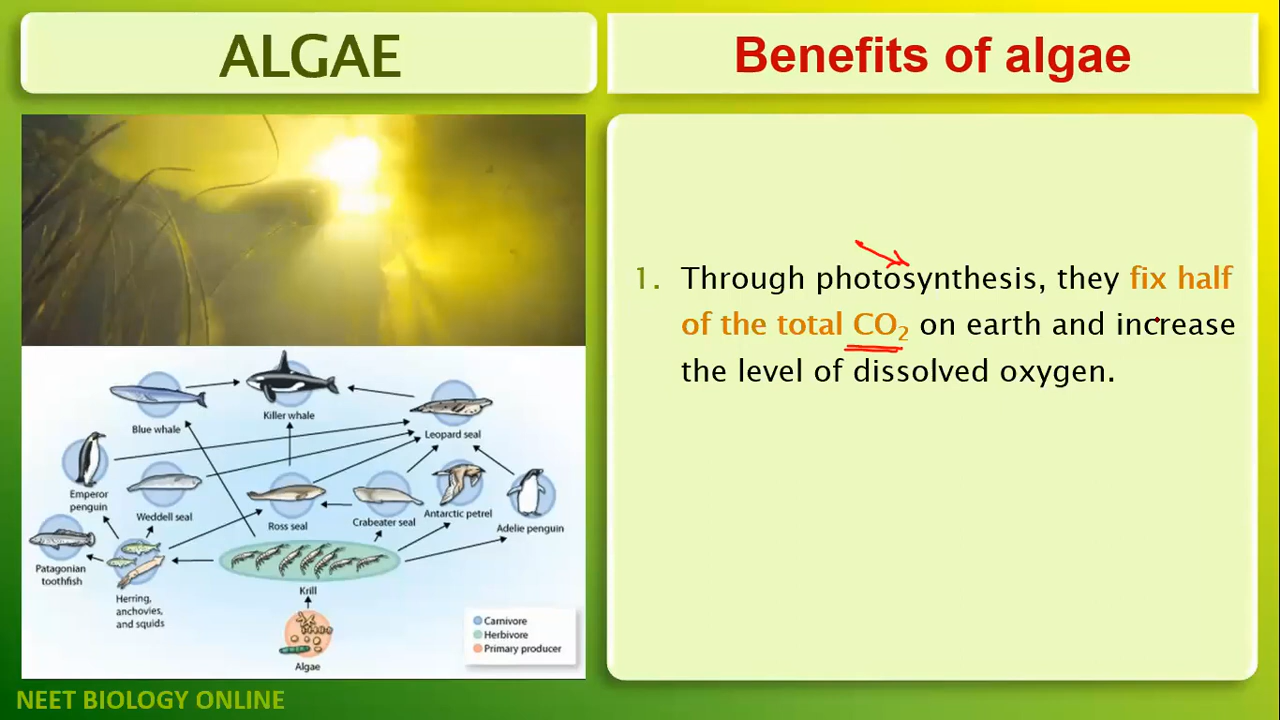 ALGAE
Benefits of algae
1. Through photosynthesis, they fix half
of the total CO₂ on earth and increase
the level of dissolved oxygen.
Blue whale
Killer whale
Leopard seal
Emperor
penguin
Weddell seal
Ross seal
Crabeater seal
Antarctic petrel
Adelie penguin
Patagonian
toothfish
Herring,
anchovies,
and squids
Krill
Algae
Carnivore
Herbivore
Primary producer
NEET BIOLOGY ONLINE